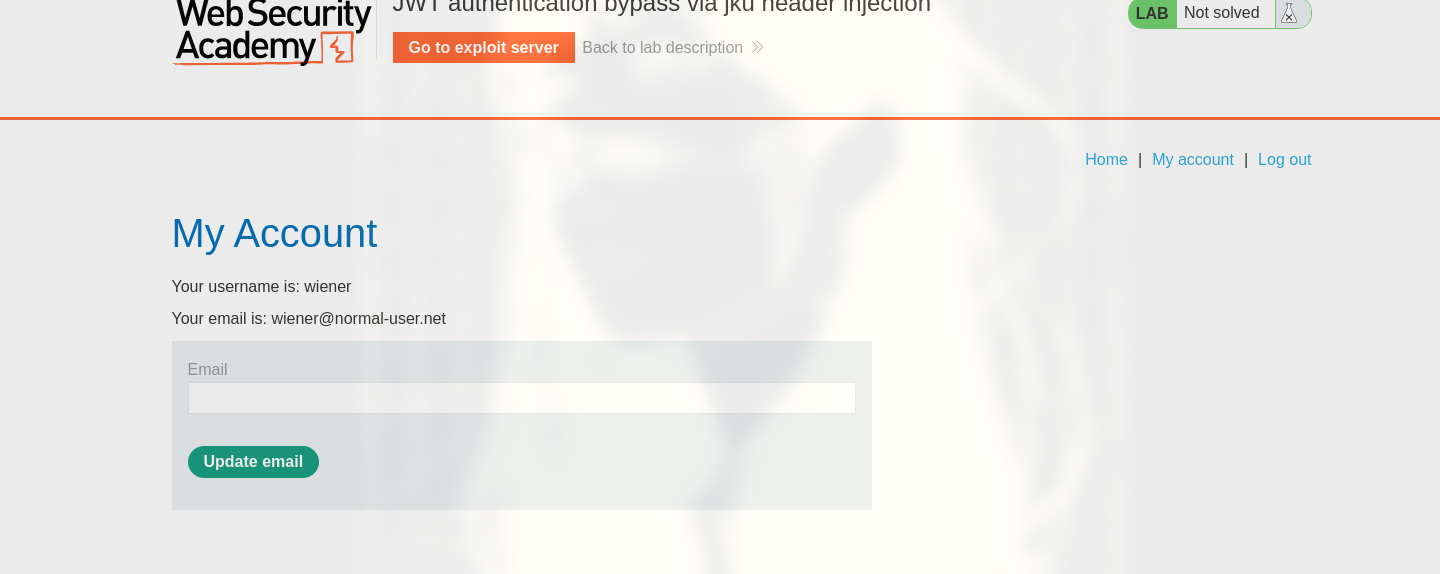 Web Security
Academy
JWT authentication bypass via jku header injection
Go to exploit server
Back to lab description
LAB
Not solved
Home | My account | Log out
My Account
Your username is: wiener
Your email is: wiener@normal-user.net
Email
Update email